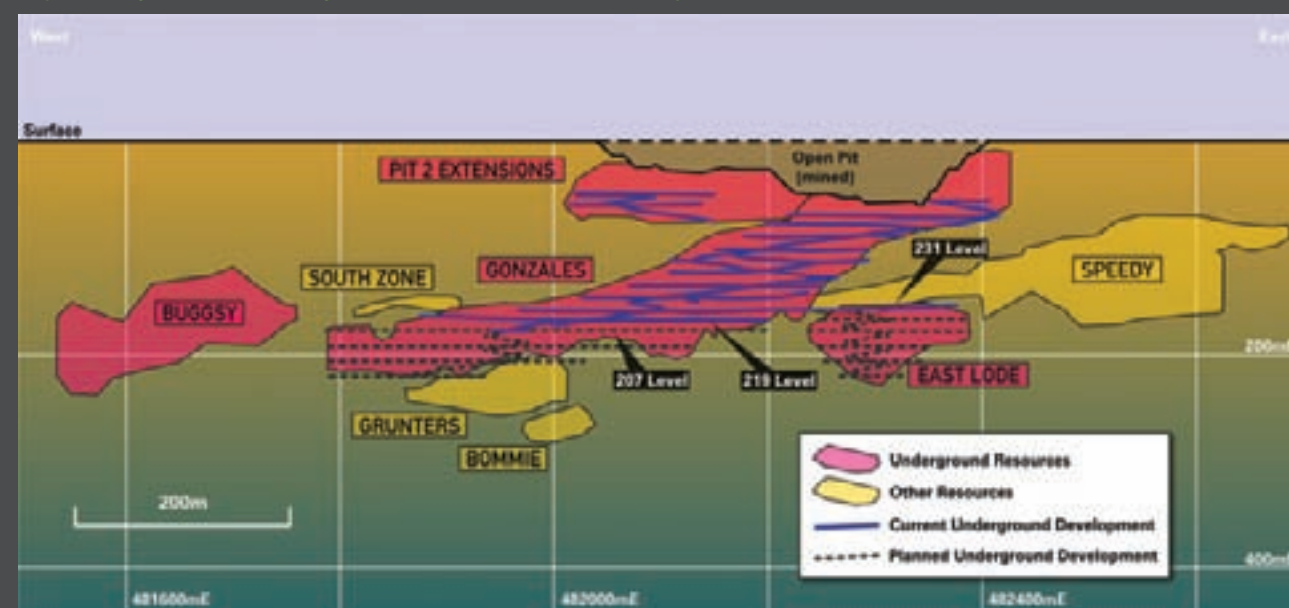 West
East
Surface
Open Pit
(mined)
PIT 2 EXTENSIONS
231 Level
SOUTH ZONE
GONZALES
SPEEDY
BUGGSY
200m
207 Level
219 Level
EAST LODE
GRUNTERS
BOMMIE
Underground Resources
200m
Other Resources
Current Underground Development
Planned Underground Development
400m
481600mE
482000mE
482400mE